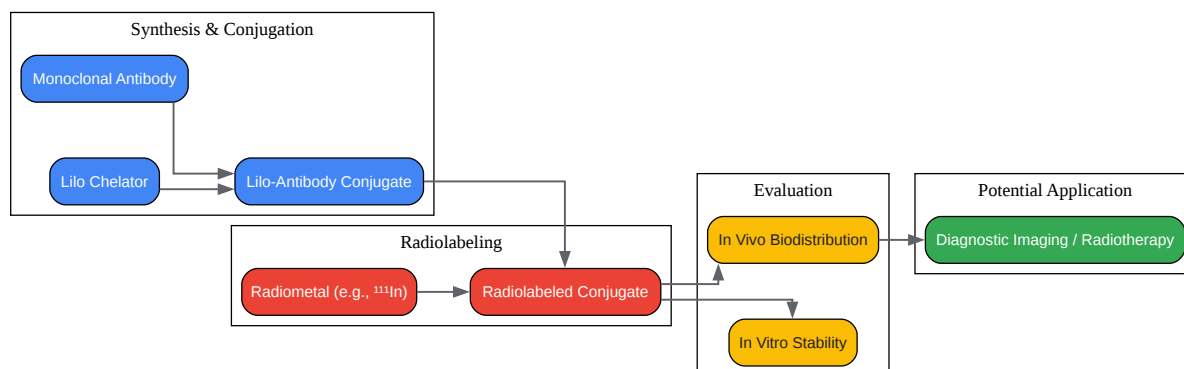 Synthesis & Conjugation
Monoclonal Antibody
Lilo Chelator
Lilo-Antibody Conjugate
Radiolabeling
Radiometal (e.g., ¹¹¹In)
Radiolabeled Conjugate
Evaluation
In Vivo Biodistribution
In Vitro Stability
Potential Application
Diagnostic Imaging / Radiotherapy